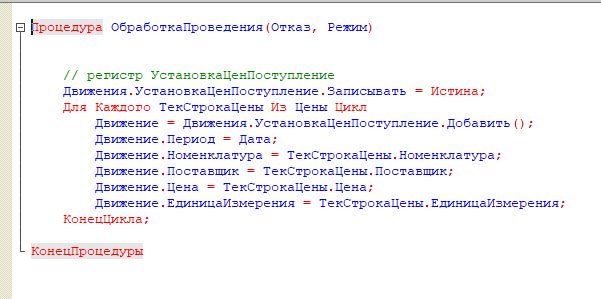 Процедура ОбработкаПроведения(Отказ, Режим)
// регистр УстановкаЦенПоступление
Движения.УстановкаЦенПоступление.Записывать = Истина;
Для Каждого ТекСтрокаЦены Из Цены Цикл
Движение = Движения.УстановкаЦенПоступление.Добавить();
Движение.Период = Дата;
Движение.Номенклатура = ТекСтрокаЦены.Номенклатура;
Движение.Поставщик = ТекСтрокаЦены.Поставщик;
Движение.Цена = ТекСтрокаЦены.Цена;
Движение.ЕдиницаИзмерения = ТекСтрокаЦены.ЕдиницаИзмерения;
КонецЦикла;
КонецПроцедуры